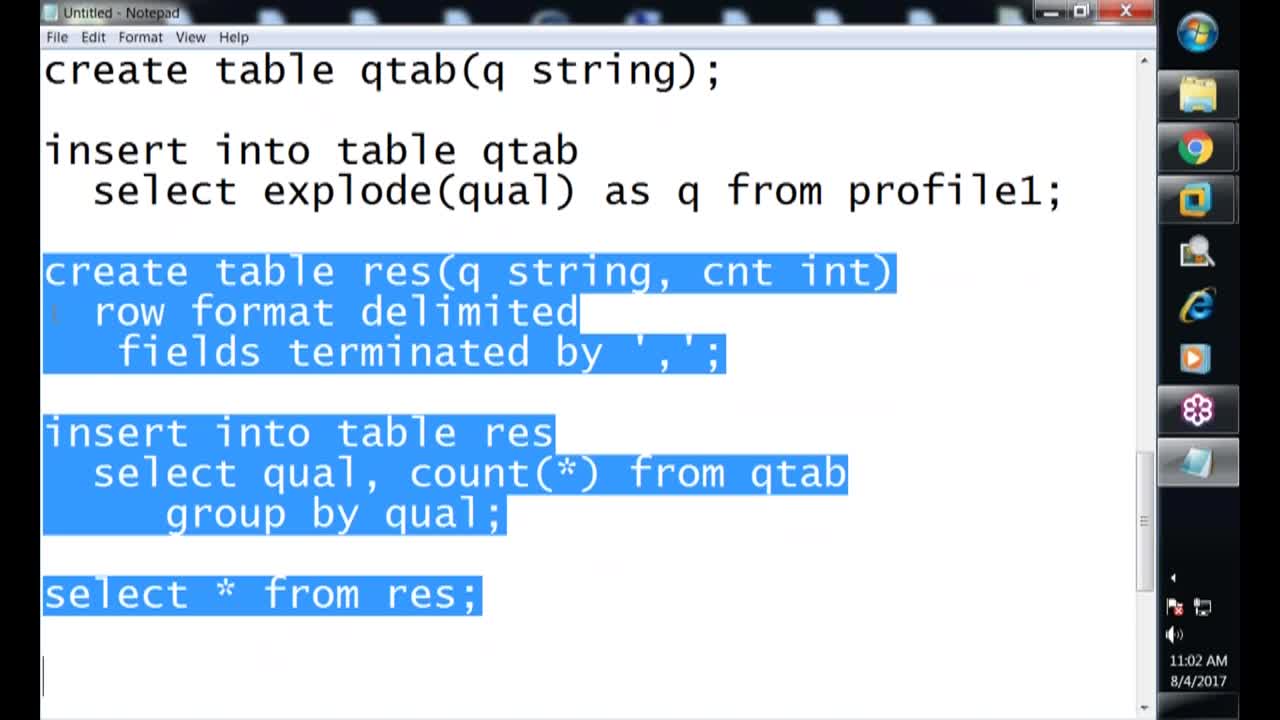 Untitled - Notepad
File Edit Format View Help
create table qtab(q string);
insert into table qtab
select explode(qual) as q from profile1;
create table res(q string, cnt int)
row format delimited
fields terminated by ',';
insert into table res
select qual, count(*) from qtab
group by qual;
select * from res;
11:02 AM
8/4/2017